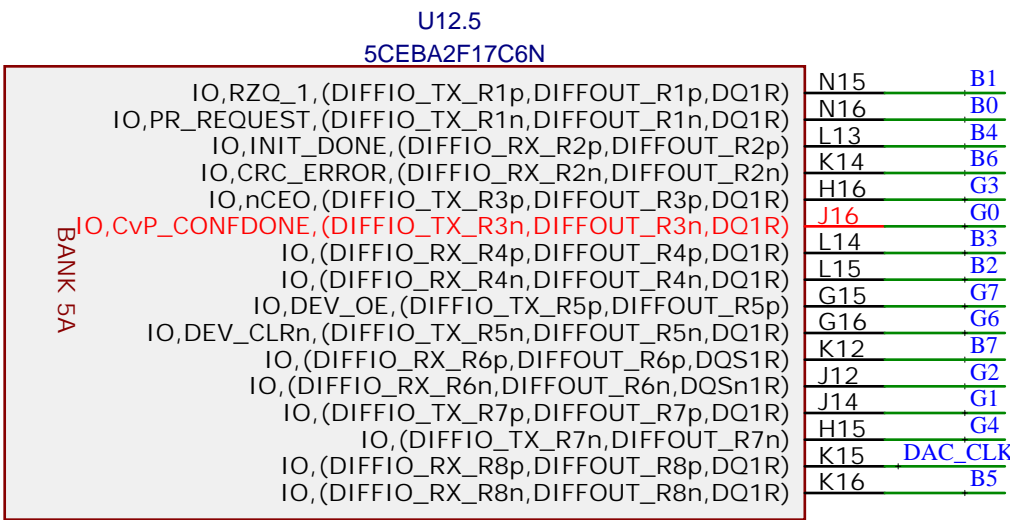 U12.5
5CEBA2F17C6N
IO,RZQ_1,(DIFFIO_TX_R1p,DIFFOUT_R1p,DQ1R) N15 B1
IO,PR_REQUEST,(DIFFIO_TX_R1n,DIFFOUT_R1n,DQ1R) N16 B0
IO,INIT_DONE,(DIFFIO_RX_R2p,DIFFOUT_R2p) L13 B4
IO,CRC_ERROR,(DIFFIO_RX_R2n,DIFFOUT_R2n) K14 B6
IO,nCEO,(DIFFIO_TX_R3p,DIFFOUT_R3p,DQ1R) H16 G3
IO,CvP_CONFDONE,(DIFFIO_TX_R3n,DIFFOUT_R3n,DQ1R) J16 G0
IO,(DIFFIO_RX_R4p,DIFFOUT_R4p,DQ1R) L14 B3
IO,(DIFFIO_RX_R4n,DIFFOUT_R4n,DQ1R) L15 B2
IO,DEV_OE,(DIFFIO_TX_R5p,DIFFOUT_R5p) G15 G7
IO,DEV_CLRn,(DIFFIO_TX_R5n,DIFFOUT_R5n,DQ1R) G16 G6
IO,(DIFFIO_RX_R6p,DIFFOUT_R6p,DQS1R) K12 B7
IO,(DIFFIO_RX_R6n,DIFFOUT_R6n,DQSn1R) J12 G2
IO,(DIFFIO_TX_R7p,DIFFOUT_R7p,DQ1R) J14 G1
IO,(DIFFIO_TX_R7n,DIFFOUT_R7n) H15 G4
IO,(DIFFIO_RX_R8p,DIFFOUT_R8p,DQ1R) K15 DAC_CLK
IO,(DIFFIO_RX_R8n,DIFFOUT_R8n,DQ1R) K16 B5
BANK 5A